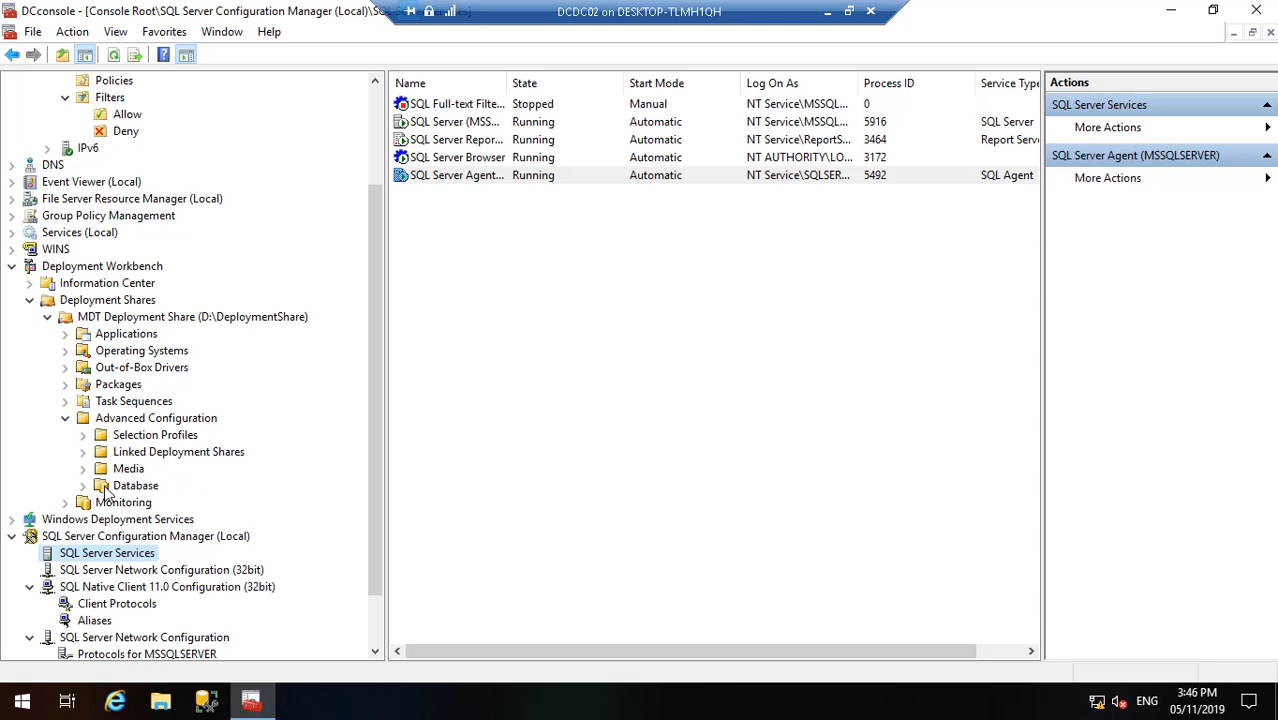 DCconsole - [Console Root\SQL Server Configuration Manager (Local)\SQL Server Services]
DCDC02 on DESKTOP-TLMH1QH
File Action View Favorites Window Help
Policies
Filters
Allow
Deny
IPv6
DNS
Event Viewer (Local)
File Server Resource Manager (Local)
Group Policy Management
Services (Local)
WINS
Deployment Workbench
Information Center
Deployment Shares
MDT Deployment Share (D:\DeploymentShare)
Applications
Operating Systems
Out-of-Box Drivers
Packages
Task Sequences
Advanced Configuration
Selection Profiles
Linked Deployment Shares
Media
Database
Monitoring
Windows Deployment Services
SQL Server Configuration Manager (Local)
SQL Server Services
SQL Server Network Configuration (32bit)
SQL Native Client 11.0 Configuration (32bit)
Client Protocols
Aliases
SQL Server Network Configuration
Protocols for MSSQLSERVER
Name State Start Mode Log On As Process ID Service Type
SQL Full-text Filte... Stopped Manual NT Service\MSSQL... 0
SQL Server (MSS... Running Automatic NT Service\MSSQL... 5916 SQL Server
SQL Server Repor... Running Automatic NT Service\ReportS... 3464 Report Serv
SQL Server Browser Running Automatic NT AUTHORITY\LO... 3172
SQL Server Agent... Running Automatic NT Service\SQLSER... 5492 SQL Agent
Actions
SQL Server Services
More Actions
SQL Server Agent (MSSQLSERVER)
More Actions
ENG
3:46 PM
05/11/2019